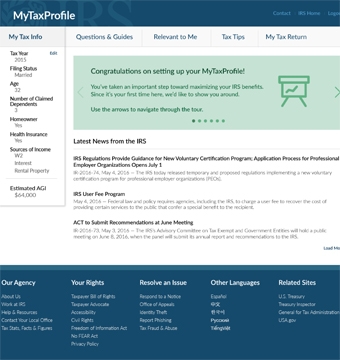 IRS
MyTaxProfile
Contact | IRS Home | Logo
My Tax Info
Questions & Guides
Relevant to Me
Tax Tips
My Tax Return
Tax Year
Edit
2015
Filing Status
Married
Age
32
Number of Claimed
Dependents
3
Homeowner
Yes
Health Insurance
Yes
Sources of Income
W2
Interest
Rental Property
Estimated AGI
$64,000
Congratulations on setting up your MyTaxProfile!
You've taken an important step toward maximizing your IRS benefits.
Since it's your first time here, we'd like to show you around.
Use the arrows to navigate through the tour.
Latest News from the IRS
IRS Regulations Provide Guidance for New Voluntary Certification Program; Application Process for Professional
Employer Organizations Opens July 1
IR-2016-74, May 4, 2016 — The IRS today released temporary and proposed regulations implementing a new voluntary
certification program for professional employer organizations (PEOs).
IRS User Fee Program
May 4, 2016 — Federal law and policy requires agencies, including the IRS, to charge a user fee to recover the cost of
providing certain services to the public that confer a special benefit to the recipient.
ACT to Submit Recommendations at June Meeting
IR-2016-73, May 3, 2016 — The IRS's Advisory Committee on Tax Exempt and Government Entities will hold a public
meeting on June 8, 2016, when the panel will submit its annual report and recommendations to the IRS.
Load Mo
Our Agency
About Us
Work at IRS
Help & Resources
Contact Your Local Office
Tax Stats, Facts & Figures
Your Rights
Taxpayer Bill of Rights
Taxpayer Advocate
Accessibility
Civil Rights
Freedom of Information Act
No FEAR Act
Privacy Policy
Resolve an Issue
Respond to a Notice
Office of Appeals
Identity Theft
Report Phishing
Tax Fraud & Abuse
Other Languages
Español
中文
한국어
Русский
TiếngViệt
Related Sites
U.S. Treasury
Treasury Inspector
General for Tax Administration
USA.gov